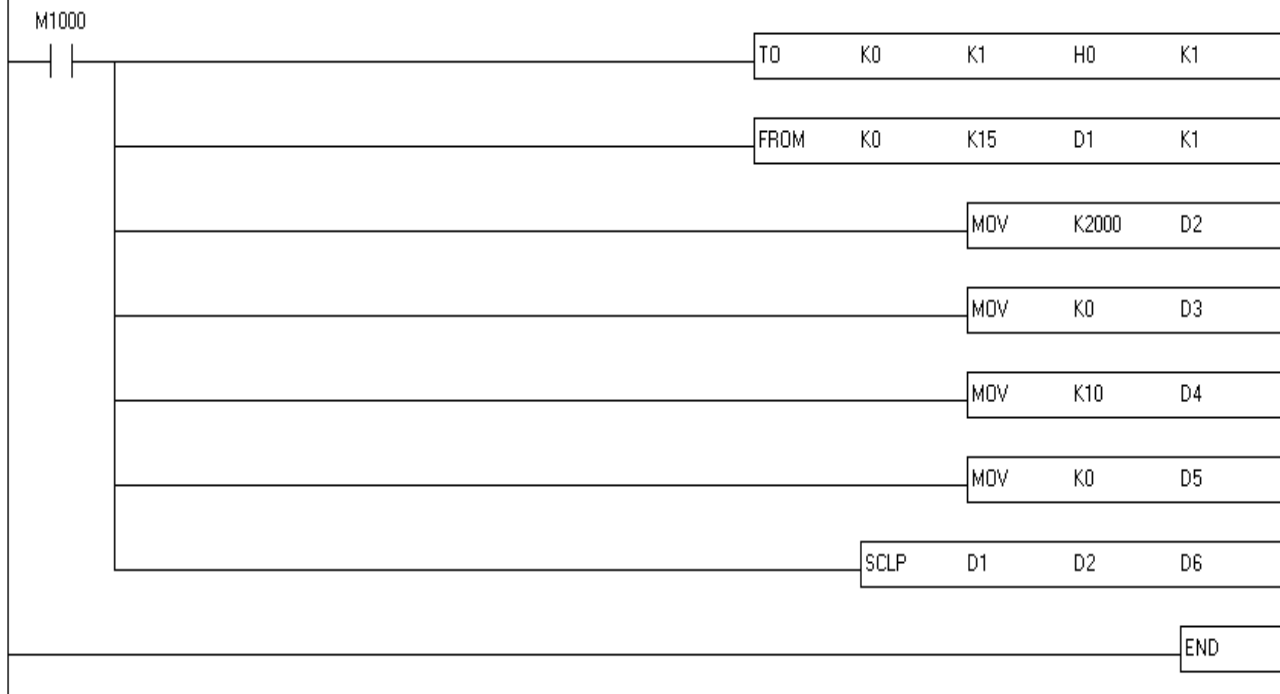 M1000
TO K0 K1 H0 K1
FROM K0 K15 D1 K1
MOV K2000 D2
MOV K0 D3
MOV K10 D4
MOV K0 D5
SCLP D1 D2 D6
END